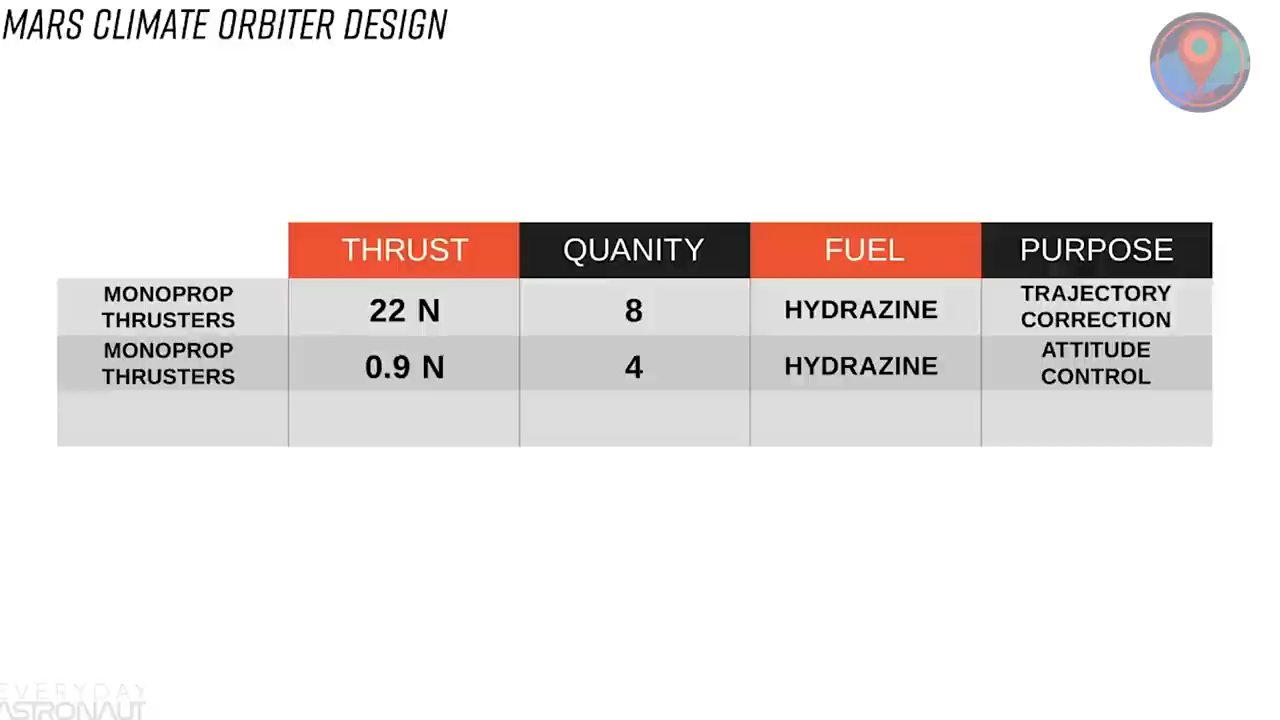 MARS CLIMATE ORBITER DESIGN
THRUST QUANITY FUEL PURPOSE
MONOPROP THRUSTERS 22 N 8 HYDRAZINE TRAJECTORY CORRECTION
MONOPROP THRUSTERS 0.9 N 4 HYDRAZINE ATTITUDE CONTROL
EVERYDAY
ASTRONAUT